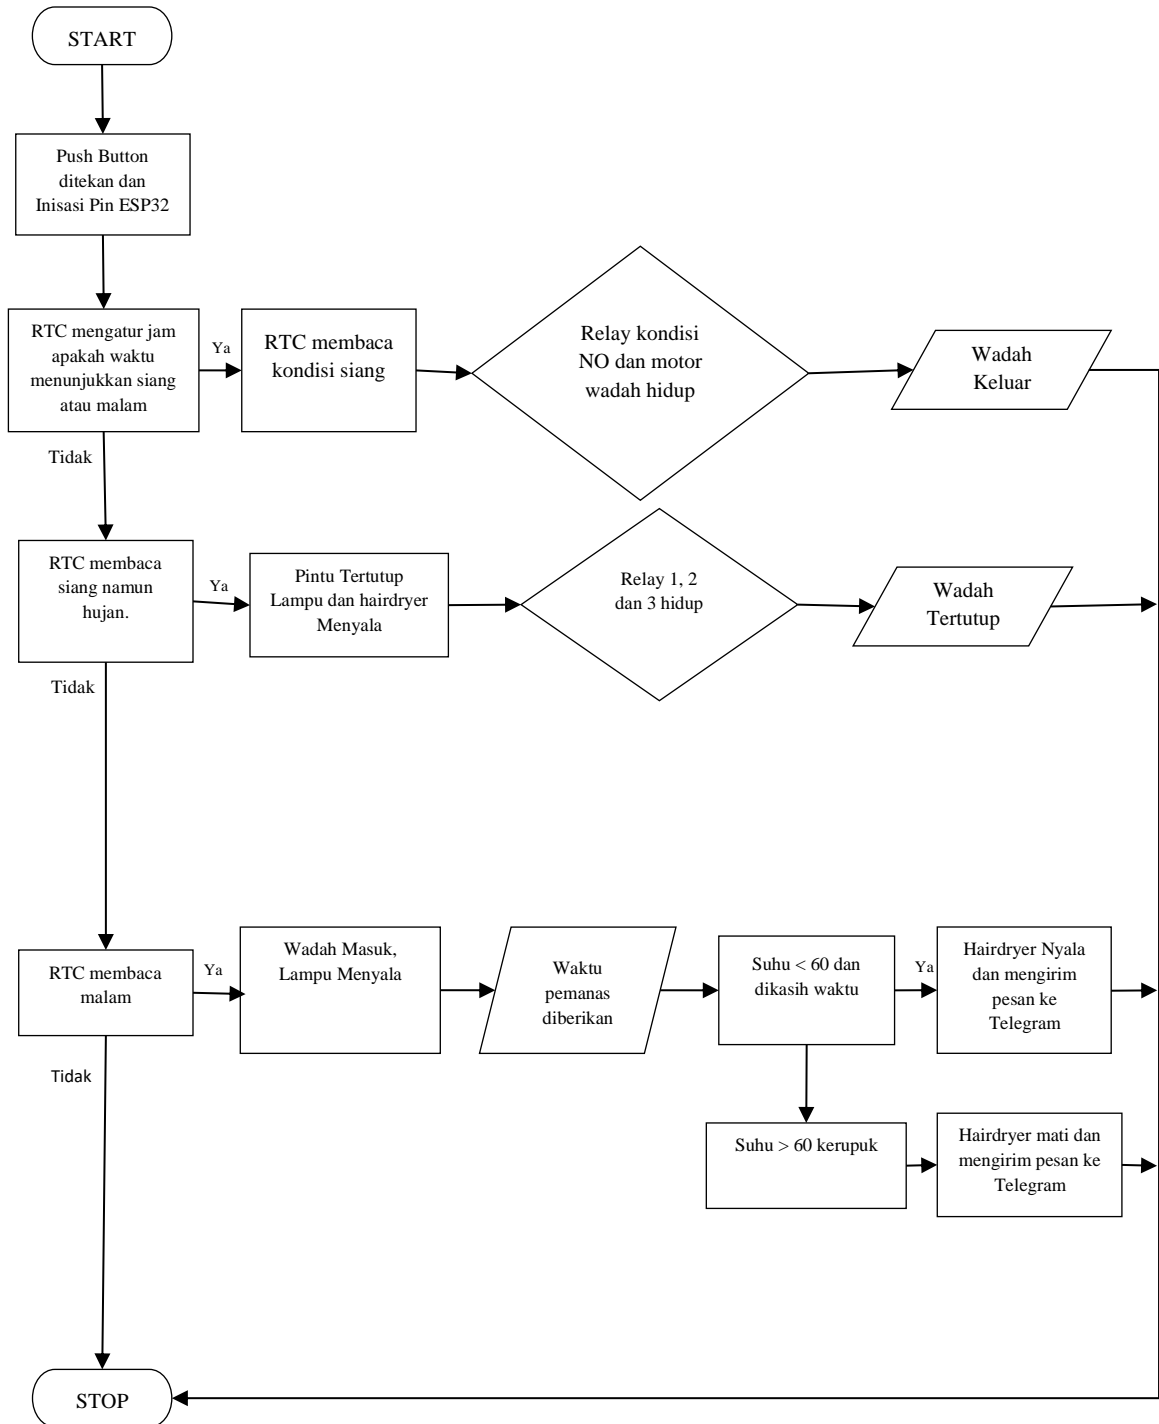 START
Push Button
ditekan dan
Inisasi Pin ESP32
RTC mengatur jam
apakah waktu
menunjukkan siang
atau malam
Ya
RTC membaca
kondisi siang
Relay kondisi
NO dan motor
wadah hidup
Wadah
Keluar
Tidak
RTC membaca
siang namun
hujan.
Ya
Pintu Tertutup
Lampu dan hairdryer
Menyala
Relay 1, 2
dan 3 hidup
Wadah
Tertutup
Tidak
RTC membaca
malam
Ya
Wadah Masuk,
Lampu Menyala
Waktu
pemanas
diberikan
Suhu < 60 dan
dikasih waktu
Ya
Hairdryer Nyala
dan mengirim
pesan ke
Telegram
Tidak
Suhu > 60 kerupuk
Hairdryer mati dan
mengirim pesan ke
Telegram
STOP